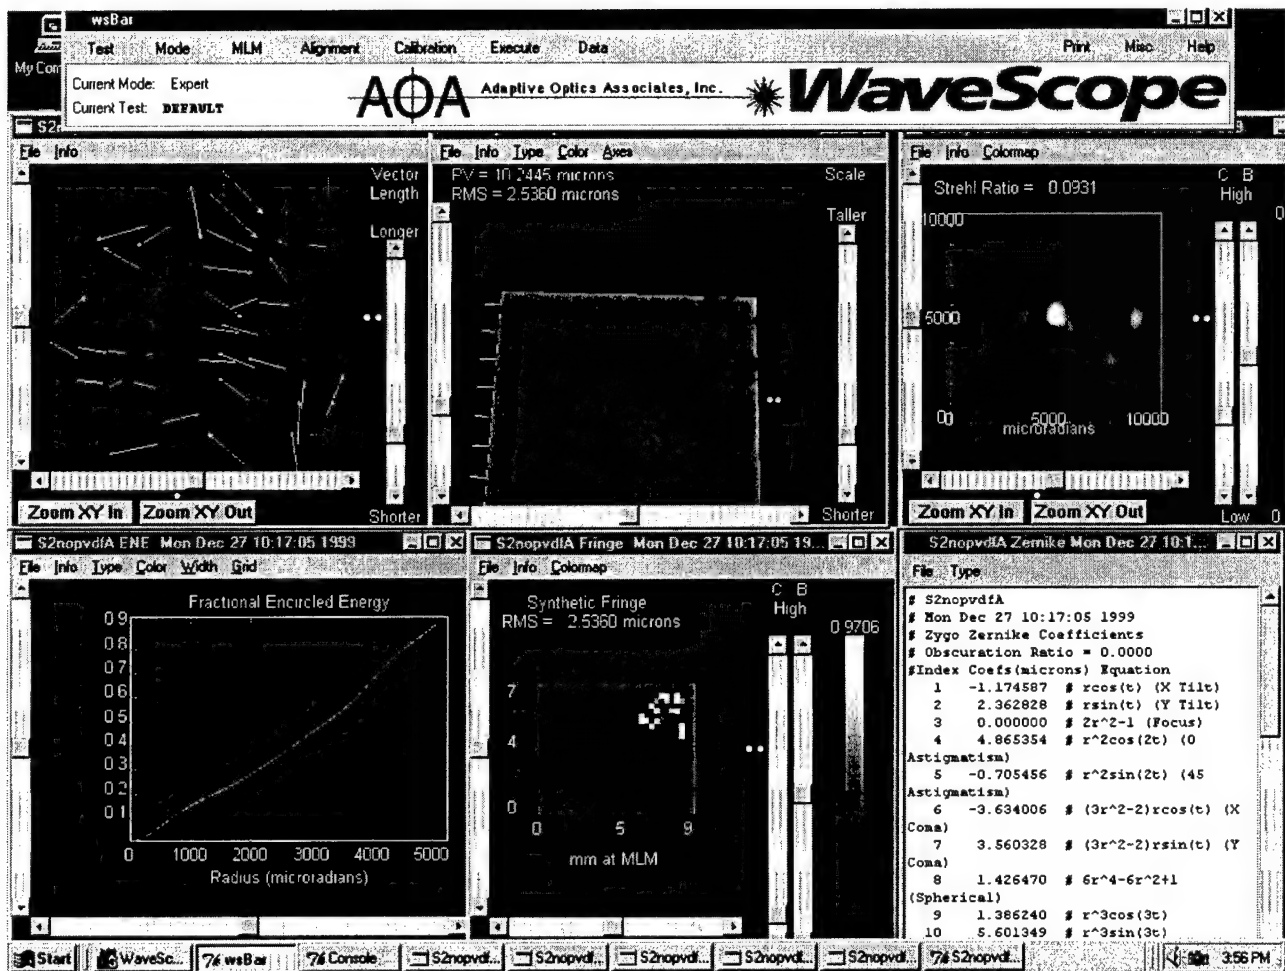 wsBar
Test Mode MLM Alignment Calibration Execute Data Print Misc Help
My Com
Current Mode: Expert
Current Test: DEFAULT
AOA
Adaptive Optics Associates, Inc.
WaveScope
File Info
Vector
Length
Longer
Shorter
Zoom XY In Zoom XY Out
File Info Type Color Axes
PV = 10.2445 microns
RMS = 2.5360 microns
Scale
Taller
Shorter
File Info Colormap
Strehl Ratio = 0.0931
C B
High
10000
5000
00 5000 10000
microradians
Zoom XY In Zoom XY Out
Low 0
0
S2nopvdfA ENE Mon Dec 27 10:17:05 1999
File Info Type Color Width Grid
Fractional Encircled Energy
0.9
0.8
0.7
0.6
0.5
0.4
0.3
0.2
0.1
0 1000 2000 3000 4000 5000
Radius (microradians)
S2nopvdfA Fringe Mon Dec 27 10:17:05 19...
File Info Colormap
Synthetic Fringe
RMS = 2.5360 microns
C B
High
0.9706
7
4
0
0 5 9
mm at MLM
S2nopvdfA Zernike Mon Dec 27 10:1...
File Type
# S2nopvdfA
# Mon Dec 27 10:17:05 1999
# Zygo Zernike Coefficients
# Obscuration Ratio = 0.0000
#Index Coefs(microns) Equation
1 -1.174587 # rcos(t) (X Tilt)
2 2.362828 # rsin(t) (Y Tilt)
3 0.000000 # 2r^2-1 (Focus)
4 4.865354 # r^2cos(2t) (0
Astigmatism)
5 -0.705456 # r^2sin(2t) (45
Astigmatism)
6 -3.634006 # (3r^2-2)rcos(t) (X
Coma)
7 3.560328 # (3r^2-2)rsin(t) (Y
Coma)
8 1.426470 # 6r^4-6r^2+1
(Spherical)
9 1.386240 # r^3cos(3t)
10 5.601349 # r^3sin(3t)
Start WaveSc... wsBar Console S2nopvdf... S2nopvdf... S2nopvdf... S2nopvdf... S2nopvdf... S2nopvdf... 3:56 PM